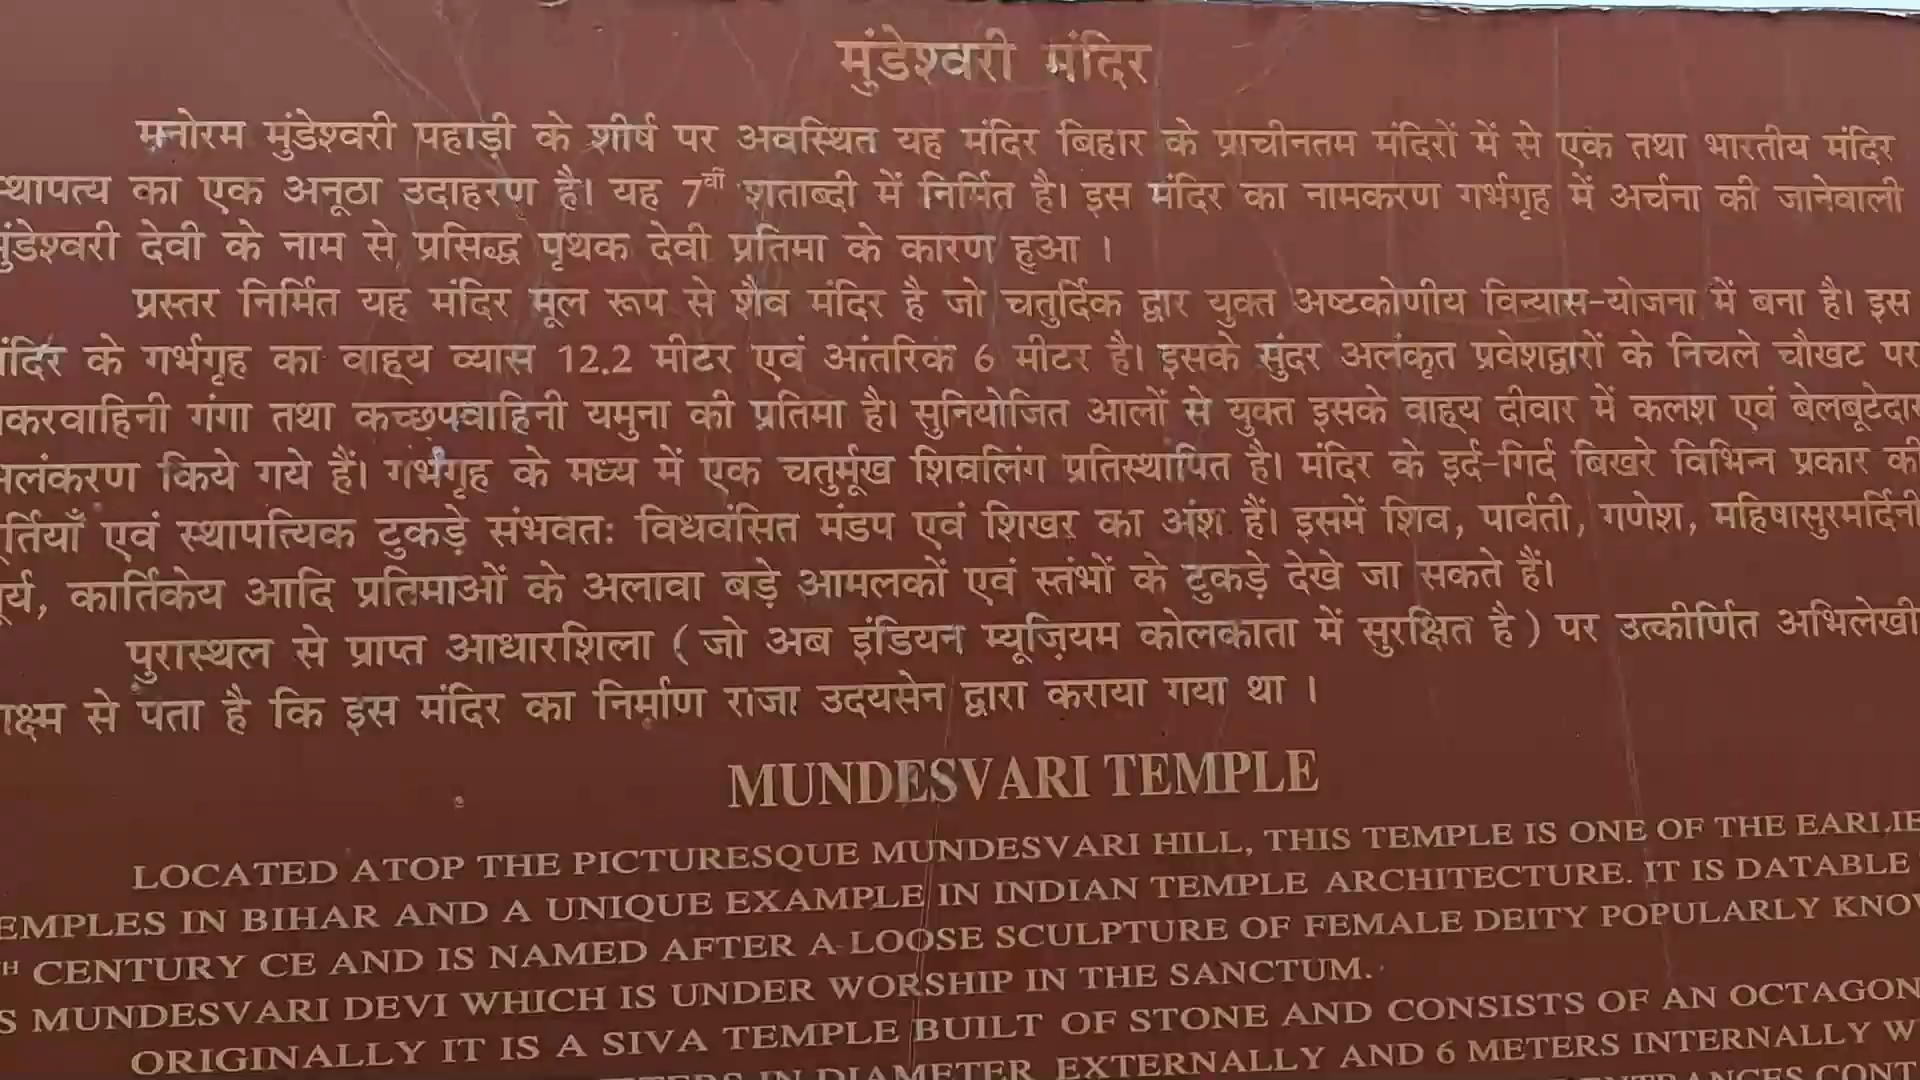 मुंडेश्वरी मंदिर
मनोरम मुंडेश्वरी पहाड़ी के शीर्ष पर अवस्थित यह मंदिर बिहार के प्राचीनतम मंदिरों में से एक तथा भारतीय मंदिर
स्थापत्य का एक अनूठा उदाहरण है। यह 7वीं शताब्दी में निर्मित है। इस मंदिर का नामकरण गर्भगृह में अर्चना की जानेवाली
मुंडेश्वरी देवी के नाम से प्रसिद्ध पृथक देवी प्रतिमा के कारण हुआ ।
प्रस्तर निर्मित यह मंदिर मूल रूप से शैव मंदिर है जो चतुर्दिक द्वार युक्त अष्टकोणीय विन्यास-योजना में बना है। इस
मंदिर के गर्भगृह का वाह्य व्यास 12.2 मीटर एवं आंतरिक 6 मीटर है। इसके सुंदर अलंकृत प्रवेशद्वारों के निचले चौखट पर
मकरवाहिनी गंगा तथा कच्छपवाहिनी यमुना की प्रतिमा है। सुनियोजित आलों से युक्त इसके वाह्य दीवार में कलश एवं बेलबूटेदार
अलंकरण किये गये हैं। गर्भगृह के मध्य में एक चतुर्मूख शिवलिंग प्रतिस्थापित है। मंदिर के इर्द-गिर्द बिखरे विभिन्न प्रकार की
मूर्तियाँ एवं स्थापत्यिक टुकड़े संभवतः विधवंसित मंडप एवं शिखर का अंश हैं। इसमें शिव, पार्वती, गणेश, महिषासुरमर्दिनी
सूर्य, कार्तिकेय आदि प्रतिमाओं के अलावा बड़े आमलकों एवं स्तंभों के टुकड़े देखे जा सकते हैं।
पुरास्थल से प्राप्त आधारशिला (जो अब इंडियन म्यूज़ियम कोलकाता में सुरक्षित है) पर उत्कीर्णित अभिलेखी
से पता है कि इस मंदिर का निर्माण राजा उदयसेन द्वारा कराया गया था ।
MUNDESVARI TEMPLE
LOCATED ATOP THE PICTURESQUE MUNDESVARI HILL, THIS TEMPLE IS ONE OF THE EARLIE
EMPLES IN BIHAR AND A UNIQUE EXAMPLE IN INDIAN TEMPLE ARCHITECTURE. IT IS DATABLE
TH CENTURY CE AND IS NAMED AFTER A LOOSE SCULPTURE OF FEMALE DEITY POPULARLY KNOW
S MUNDESVARI DEVI WHICH IS UNDER WORSHIP IN THE SANCTUM.
ORIGINALLY IT IS A SIVA TEMPLE BUILT OF STONE AND CONSISTS OF AN OCTAGON
IN DIAMETER EXTERNALLY AND 6 METERS INTERNALLY W